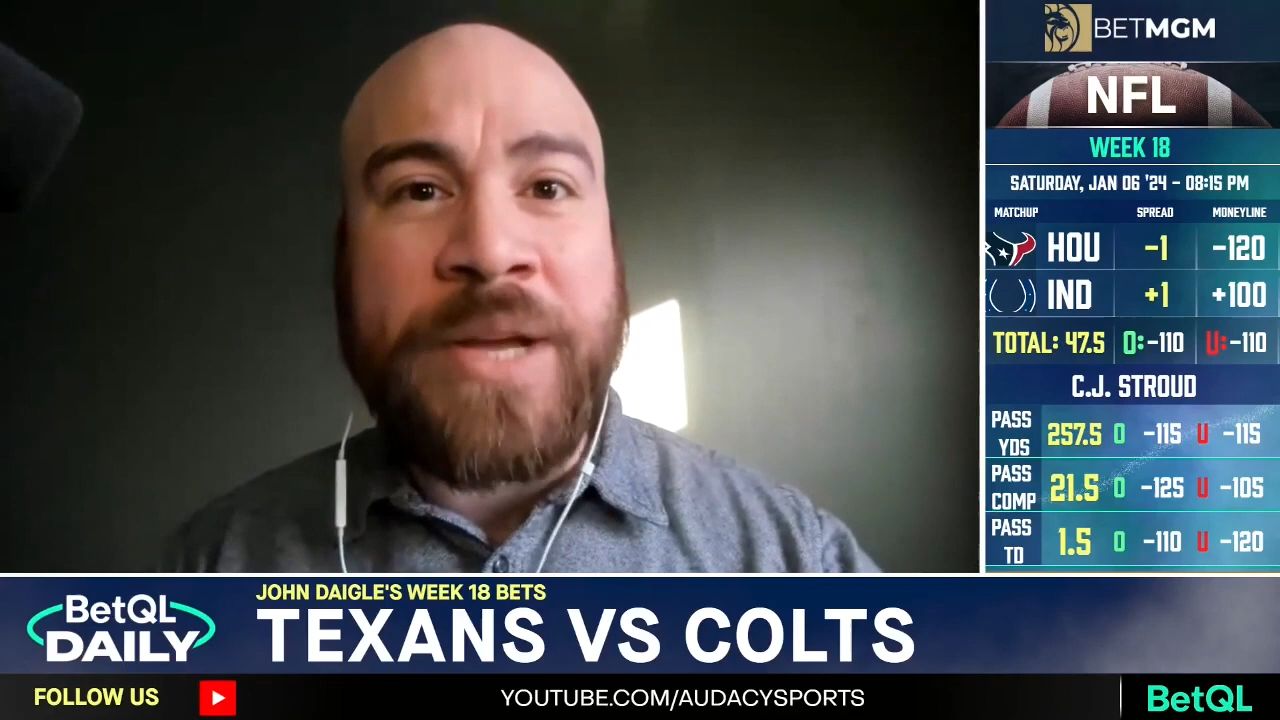 BETMGM
NFL
WEEK 18
SATURDAY, JAN 06 '24 - 08:15 PM
MATCHUP SPREAD MONEYLINE
HOU -1 -120
IND +1 +100
TOTAL: 47.5 O: -110 U: -110
C.J. STROUD
PASS YDS 257.5 O -115 U -115
PASS COMP 21.5 O -125 U -105
PASS TD 1.5 O -110 U -120
BetQL DAILY
JOHN DAIGLE'S WEEK 18 BETS
TEXANS VS COLTS
FOLLOW US
YOUTUBE.COM/AUDACYSPORTS
BetQL